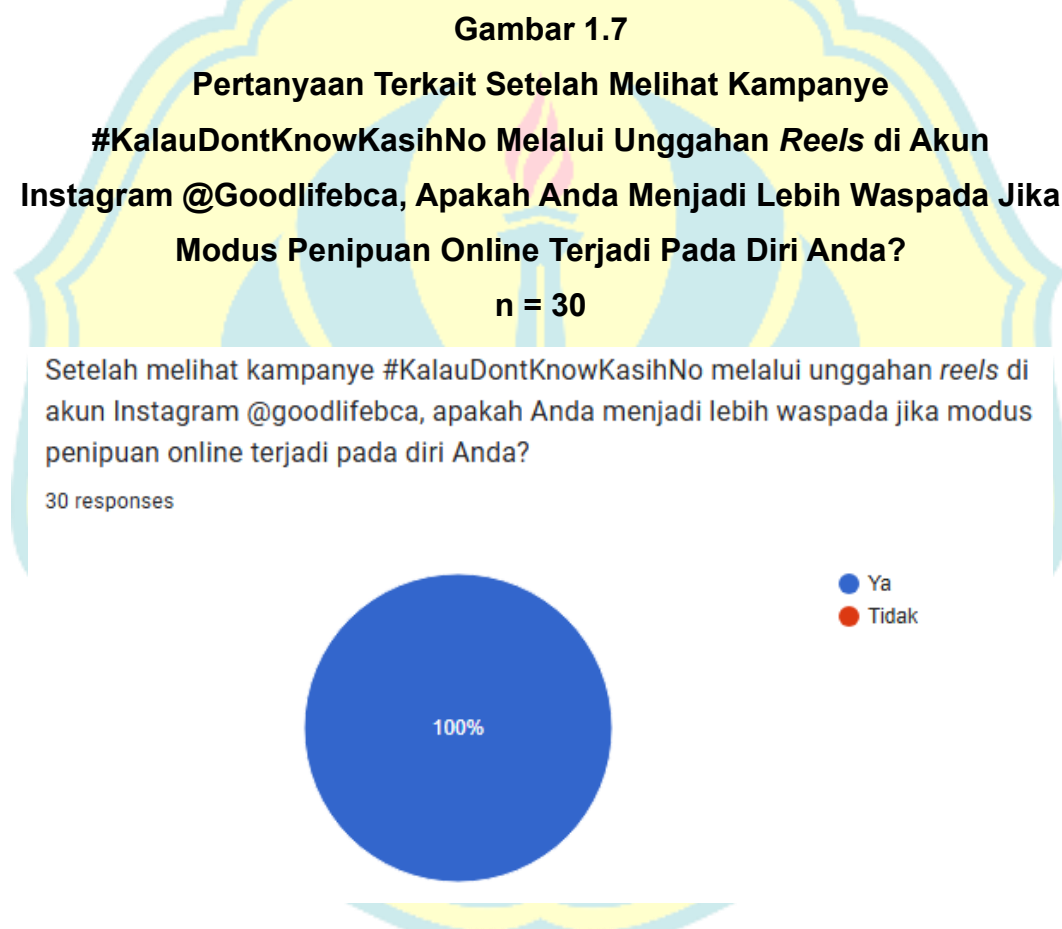 Gambar 1.7
Pertanyaan Terkait Setelah Melihat Kampanye
#KalauDontKnowKasihNo Melalui Unggahan Reels di Akun
Instagram @Goodlifebca, Apakah Anda Menjadi Lebih Waspada Jika
Modus Penipuan Online Terjadi Pada Diri Anda?
n = 30
Setelah melihat kampanye #KalauDontKnowKasihNo melalui unggahan reels di
akun Instagram @goodlifebca, apakah Anda menjadi lebih waspada jika modus
penipuan online terjadi pada diri Anda?
30 responses
Ya
Tidak
100%